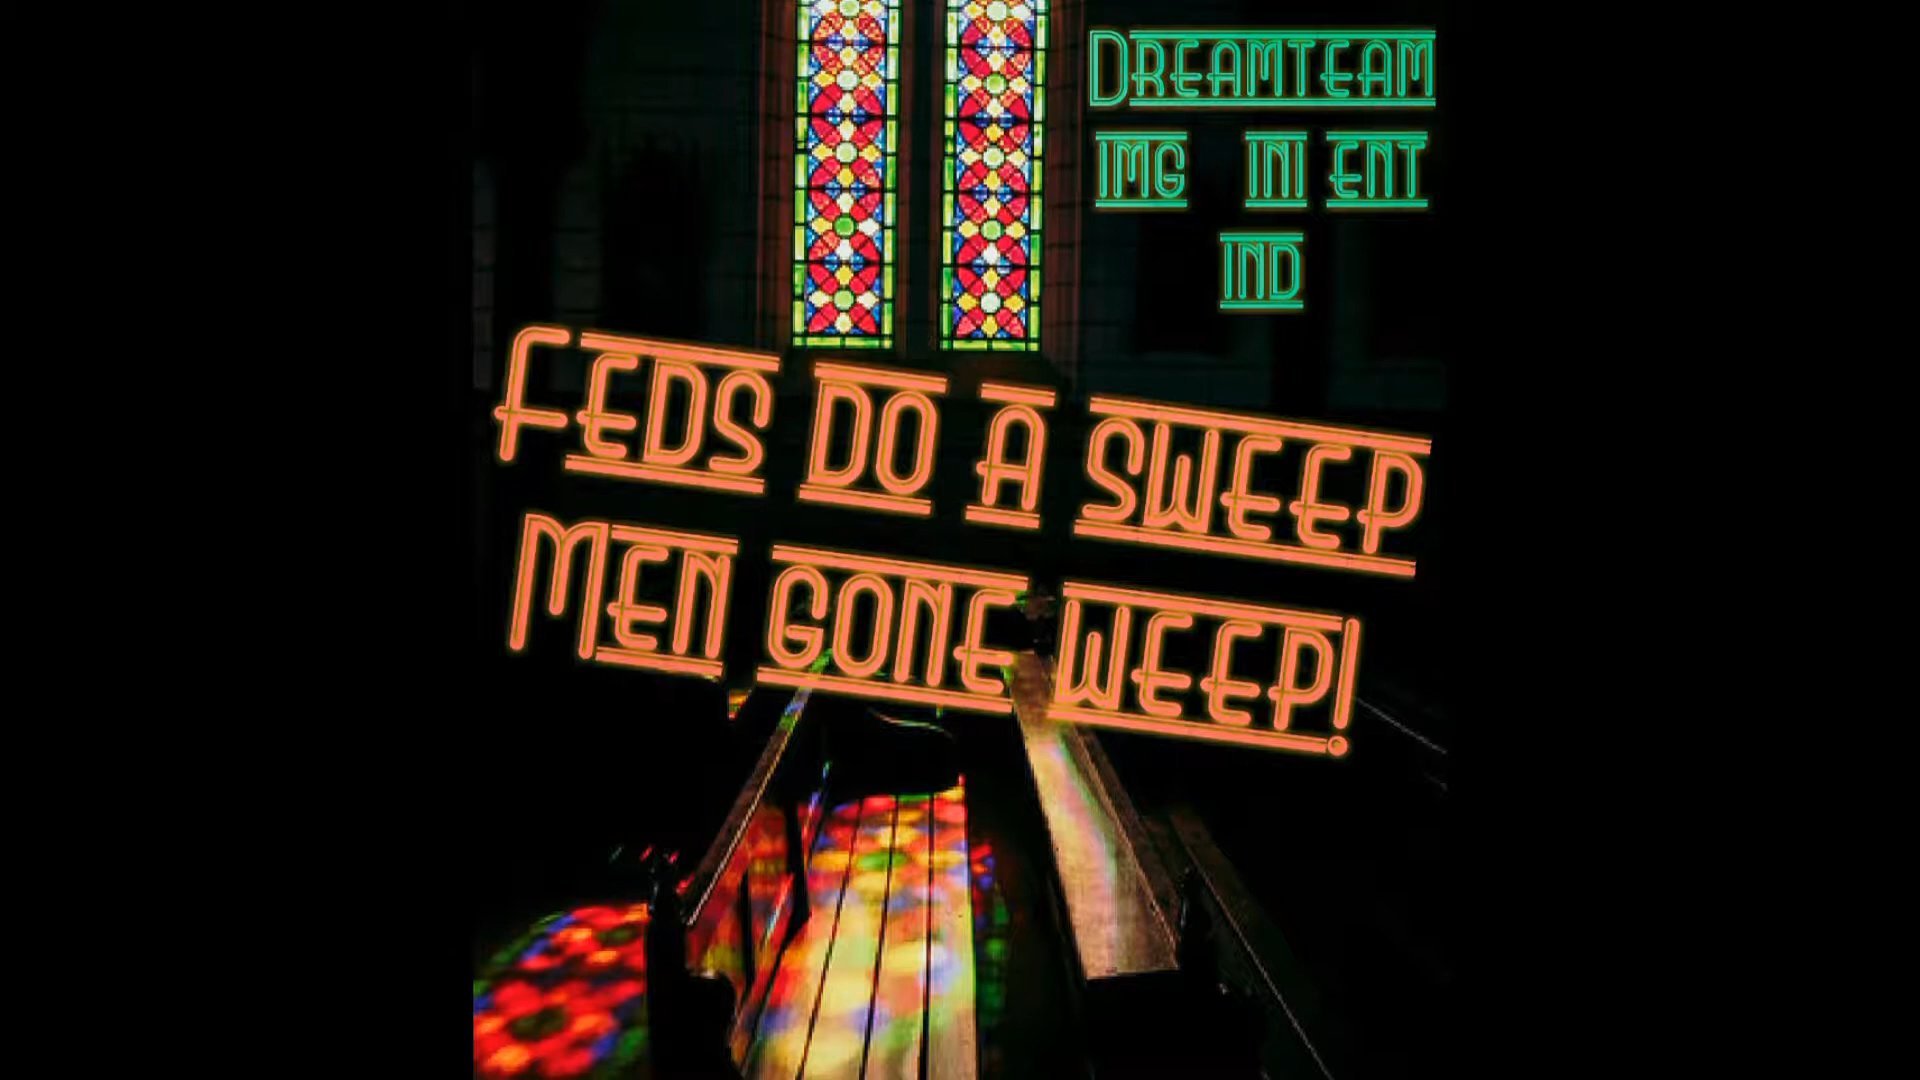 Dreamteam
img ini ent
ind
Feds do a sweep
Men gone weep!